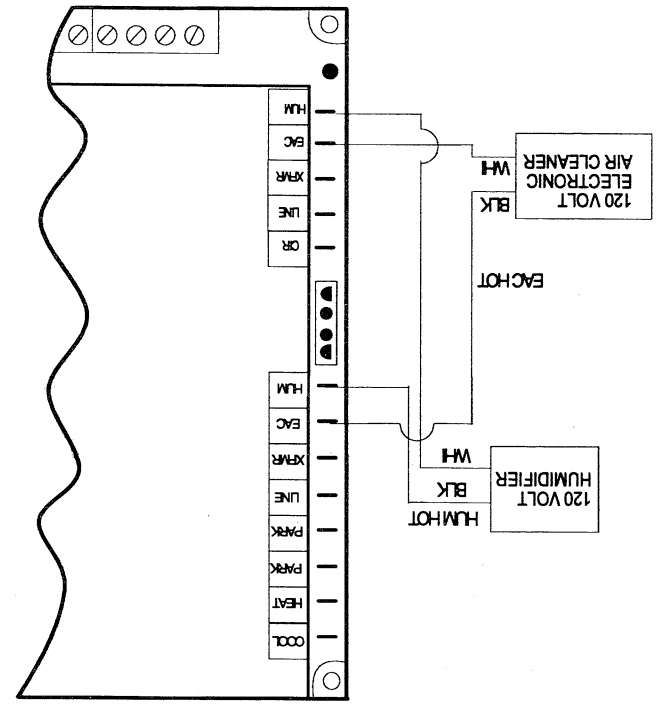 COOL
HEAT
PARK
PARK
LINE
XFMR
EAC
HUM
CIR
LINE
XFMR
EAC
HUM
HUM HOT
BLK
WHI
120 VOLT
HUMIDIFIER
EAC HOT
BLK
WHI
120 VOLT
ELECTRONIC
AIR CLEANER